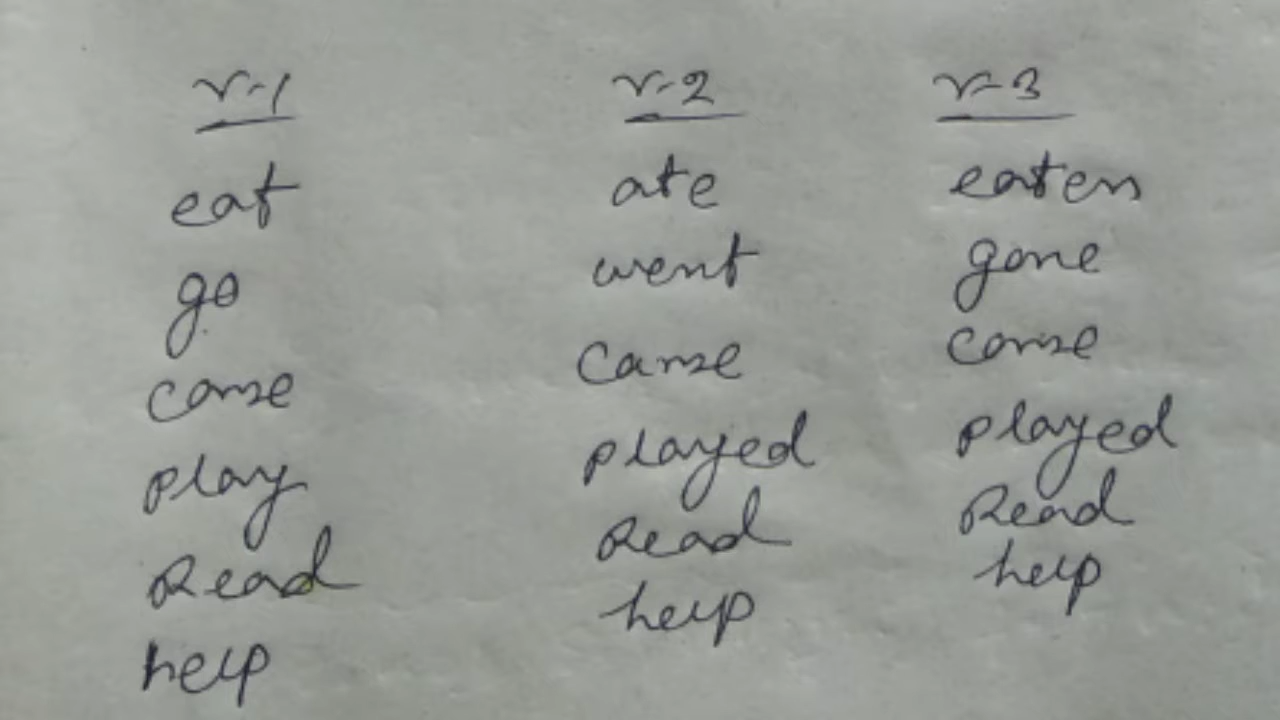 v-1 v-2 v-3
eat ate eaten
go went gone
come came come
play played played
Read Read Read
help help help